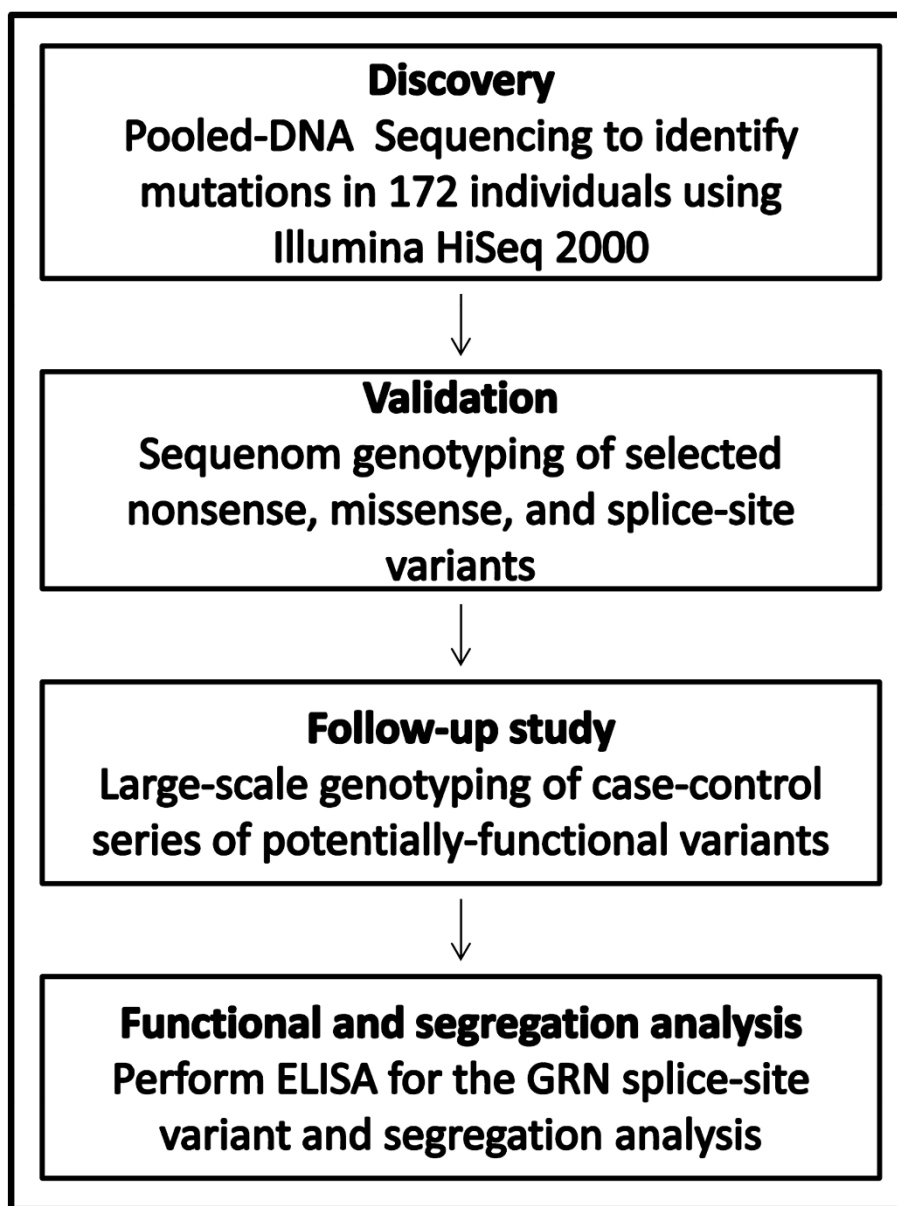 Discovery
Pooled-DNA Sequencing to identify
mutations in 172 individuals using
Illumina HiSeq 2000
Validation
Sequenom genotyping of selected
nonsense, missense, and splice-site
variants
Follow-up study
Large-scale genotyping of case-control
series of potentially-functional variants
Functional and segregation analysis
Perform ELISA for the GRN splice-site
variant and segregation analysis